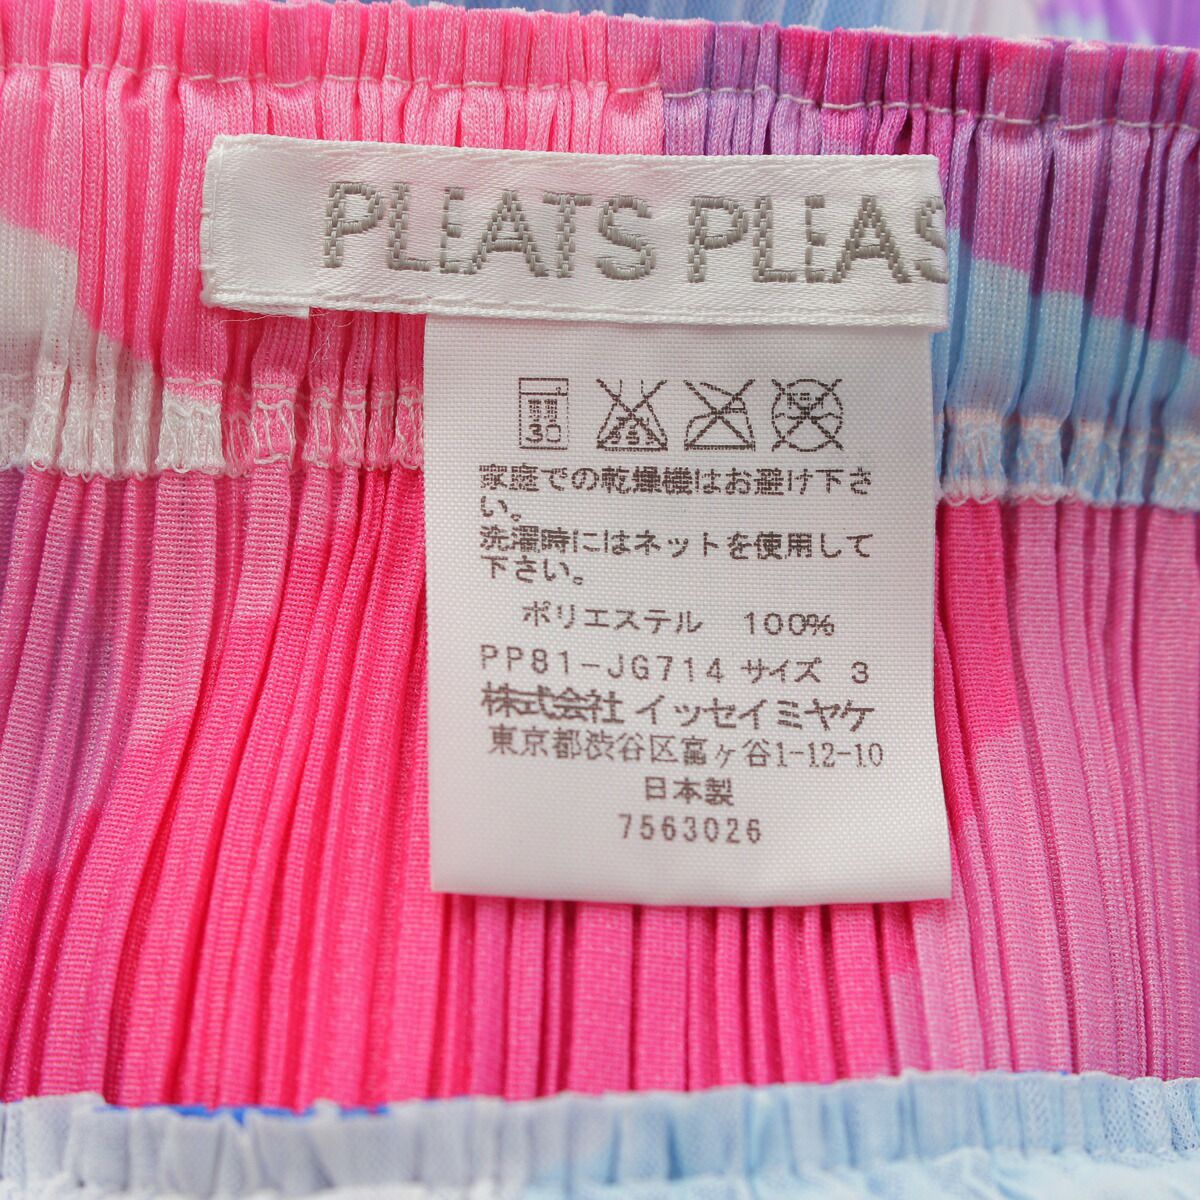 PLEATS PLEAS
30
家庭での乾燥機はお避け下さ
い。
洗濯時にはネットを使用して
下さい。
ポリエステル 100%
PP81-JG714 サイズ 3
株式会社 イッセイミヤケ
東京都渋谷区富ヶ谷1-12-10
日本製
7563026